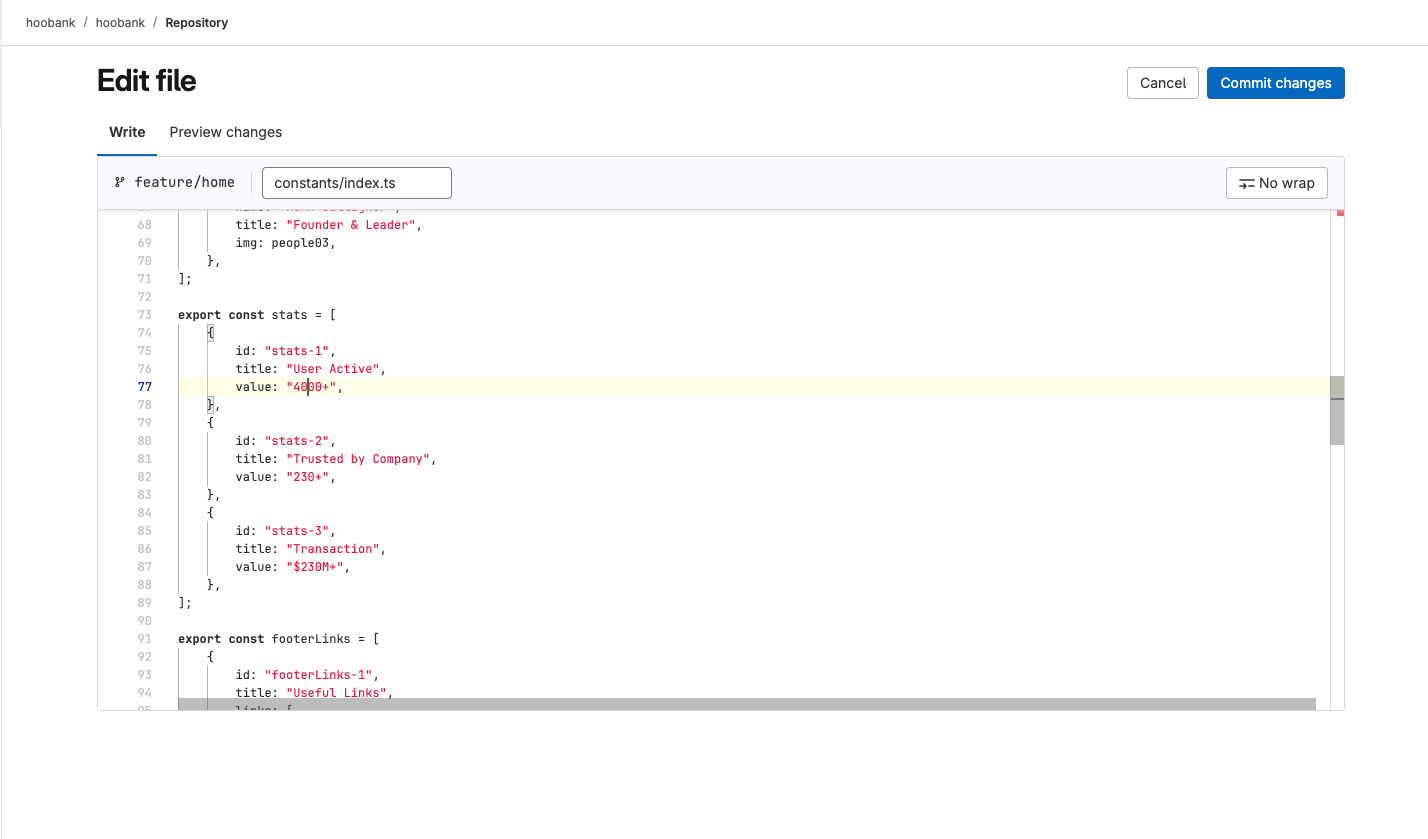 hoobank / hoobank / Repository
Edit file
Cancel
Commit changes
Write
Preview changes
feature/home
constants/index.ts
No wrap
68 title: "Founder & Leader",
69 img: people03,
70 },
71 ];
72
73 export const stats = [
74 {
75 id: "stats-1",
76 title: "User Active",
77 value: "4000+",
78 },
79 {
80 id: "stats-2",
81 title: "Trusted by Company",
82 value: "230+",
83 },
84 {
85 id: "stats-3",
86 title: "Transaction",
87 value: "$230M+",
88 },
89 ];
90
91 export const footerLinks = [
92 {
93 id: "footerLinks-1",
94 title: "Useful Links",
95 links: [